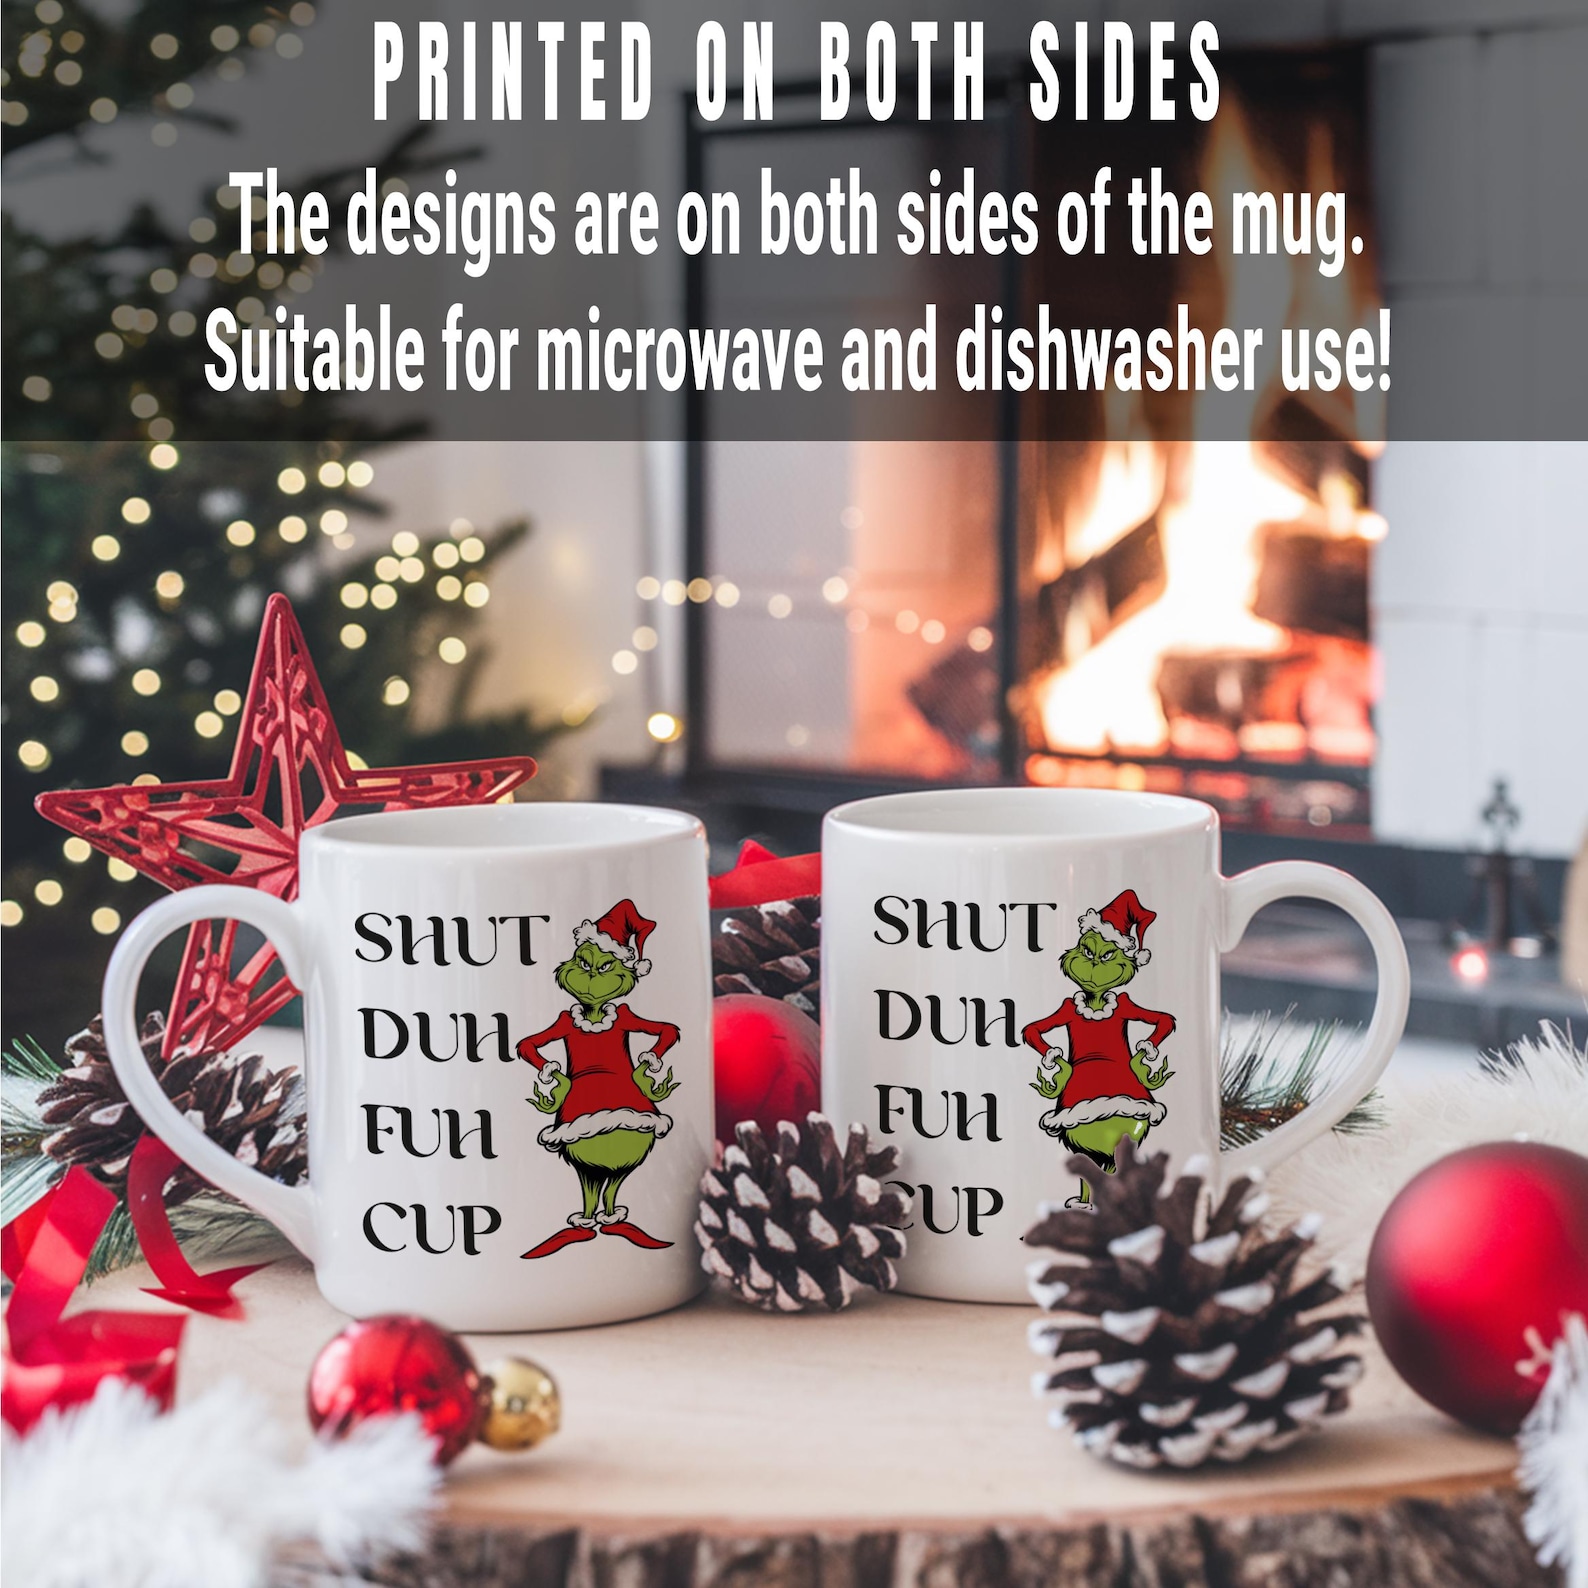 PRINTED ON BOTH SIDES
The designs are on both sides of the mug.
Suitable for microwave and dishwasher use!
SHUT
DUH
FUH
CUP
SHUT
DUH
FUH
CUP